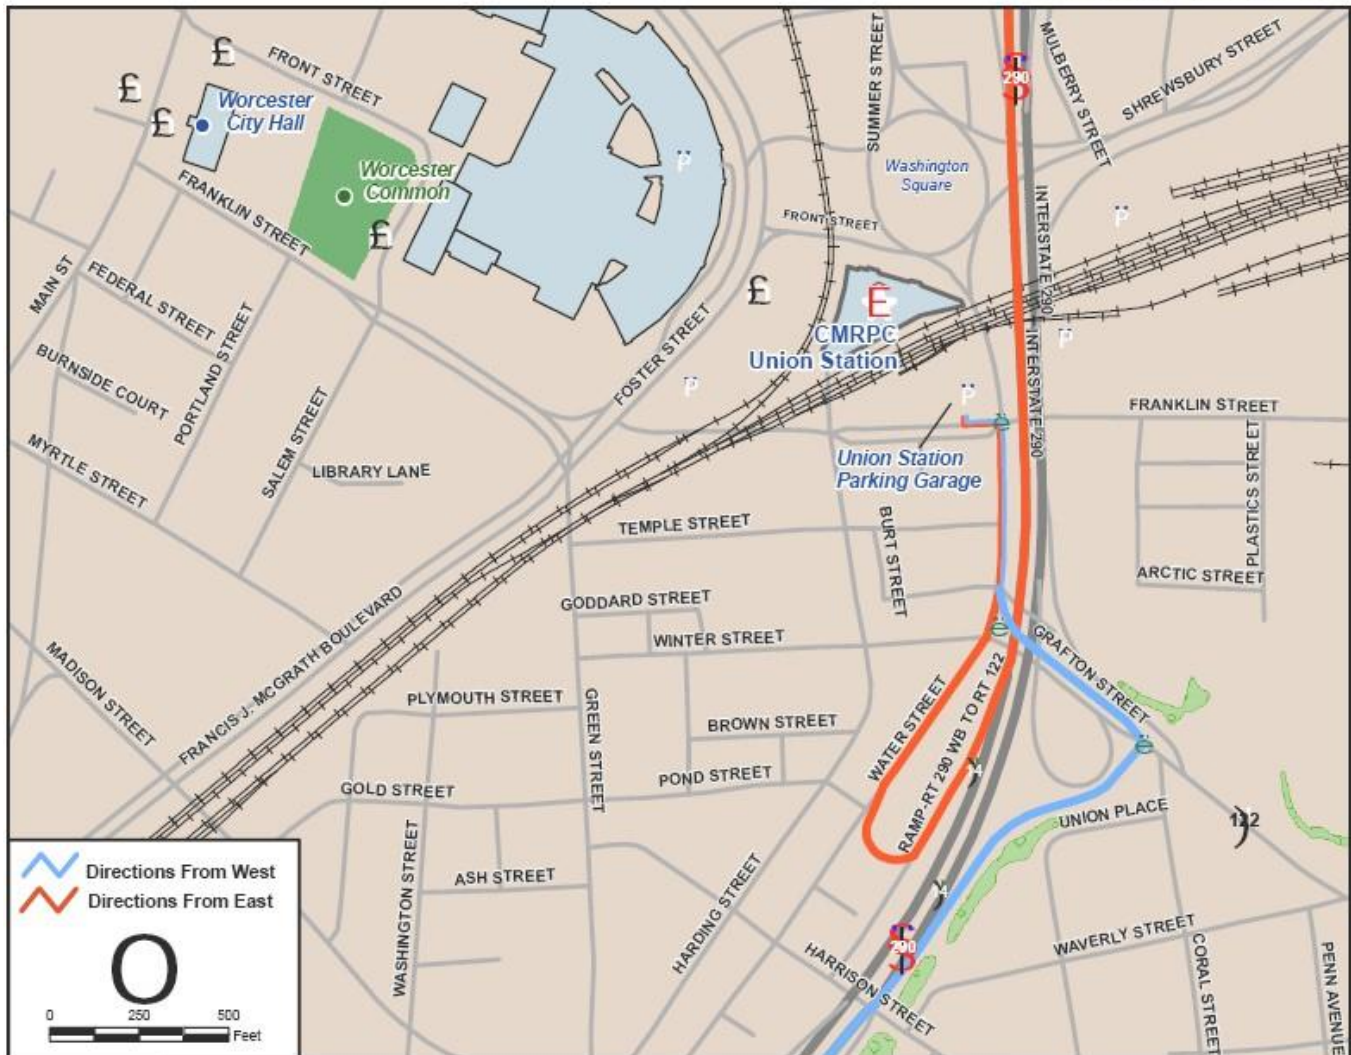 FRONT STREET
Worcester
City Hall
Worcester
Common
FRANKLIN STREET
MAIN ST
FEDERAL STREET
BURNSIDE COURT
PORTLAND STREET
MYRTLE STREET
SALEM STREET
LIBRARY LANE
FOSTER STREET
SUMMER STREET
Washington
Square
FRONT STREET
290
MULBERRY STREET
SHREWSBURY STREET
INTERSTATE 290
INTERSTATE 290
CMRPC
Union Station
Union Station
Parking Garage
FRANKLIN STREET
PLASTICS STREET
ARCTIC STREET
TEMPLE STREET
BURT STREET
GODDARD STREET
WINTER STREET
FRANCIS J. MCGRATH BOULEVARD
MADISON STREET
PLYMOUTH STREET
GREEN STREET
BROWN STREET
POND STREET
GOLD STREET
WATER STREET
RAMP-RT 290 WB TO RT 122
GRAFTON STREET
UNION PLACE
122
WASHINGTON STREET
ASH STREET
HARDING STREET
HARRISON STREET
290
WAVERLY STREET
CORAL STREET
PENN AVENUE
Directions From West
Directions From East
O
0 250 500
Feet